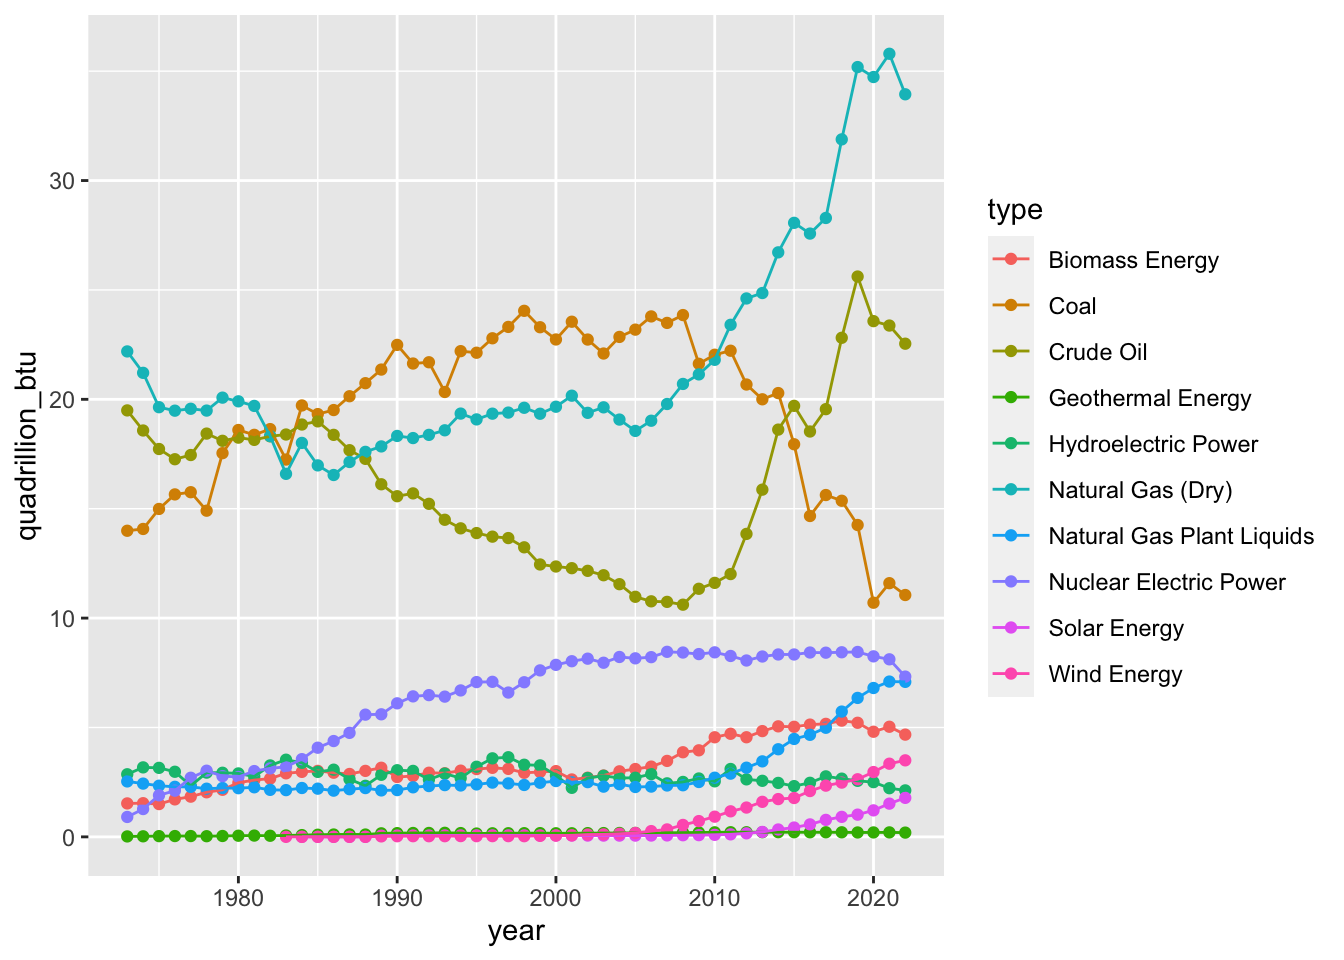 30
20
10
0
quadrillion_btu
1980 1990 2000 2010 2020
year
type
Biomass Energy
Coal
Crude Oil
Geothermal Energy
Hydroelectric Power
Natural Gas (Dry)
Natural Gas Plant Liquids
Nuclear Electric Power
Solar Energy
Wind Energy